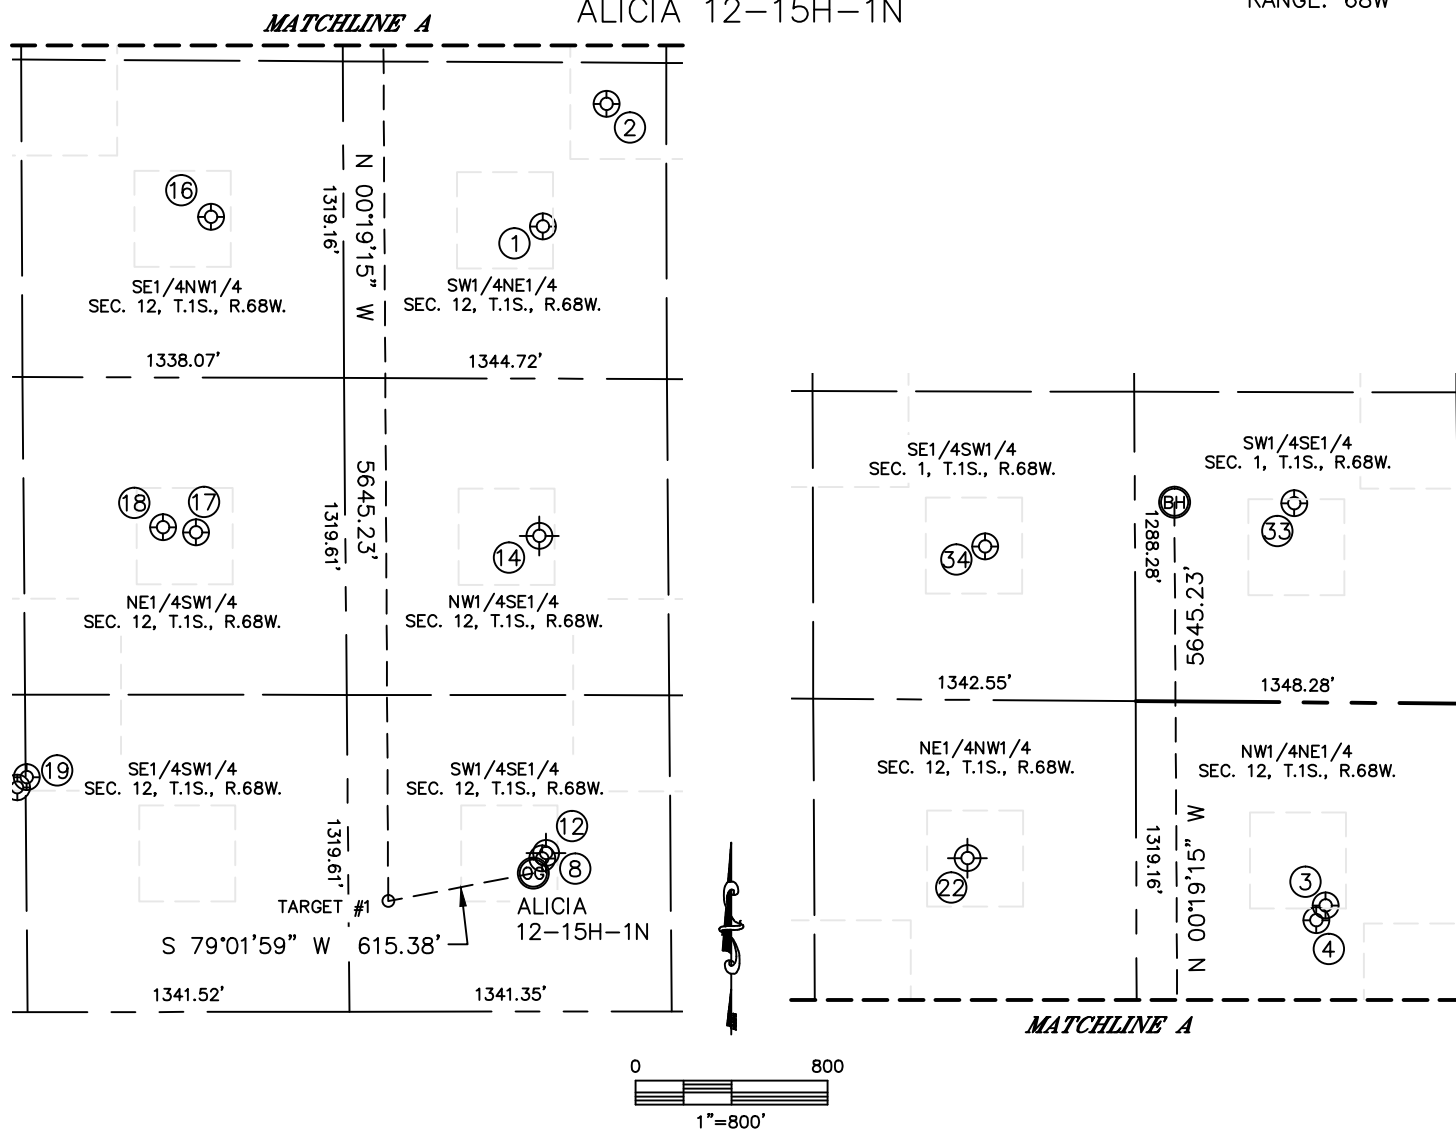 ALICIA 12-15H-1N
RANGE: 68W
MATCHLINE A
2
16
1
N 00°19'15" W
1319.16'
SE1/4NW1/4
SEC. 12, T.1S., R.68W.
SW1/4NE1/4
SEC. 12, T.1S., R.68W.
1338.07'
1344.72'
18
17
14
5645.23'
1319.61'
NE1/4SW1/4
SEC. 12, T.1S., R.68W.
NW1/4SE1/4
SEC. 12, T.1S., R.68W.
19
SE1/4SW1/4
SEC. 12, T.1S., R.68W.
SW1/4SE1/4
SEC. 12, T.1S., R.68W.
12
8
1319.61'
TARGET #1
ALICIA
12-15H-1N
S 79°01'59" W 615.38'
1341.52'
1341.35'
SE1/4SW1/4
SEC. 1, T.1S., R.68W.
SW1/4SE1/4
SEC. 1, T.1S., R.68W.
BH
34
33
1288.28'
5645.23'
1342.55'
1348.28'
NE1/4NW1/4
SEC. 12, T.1S., R.68W.
NW1/4NE1/4
SEC. 12, T.1S., R.68W.
22
3
4
1319.16'
N 00°19'15" W
MATCHLINE A
0
800
1"=800'